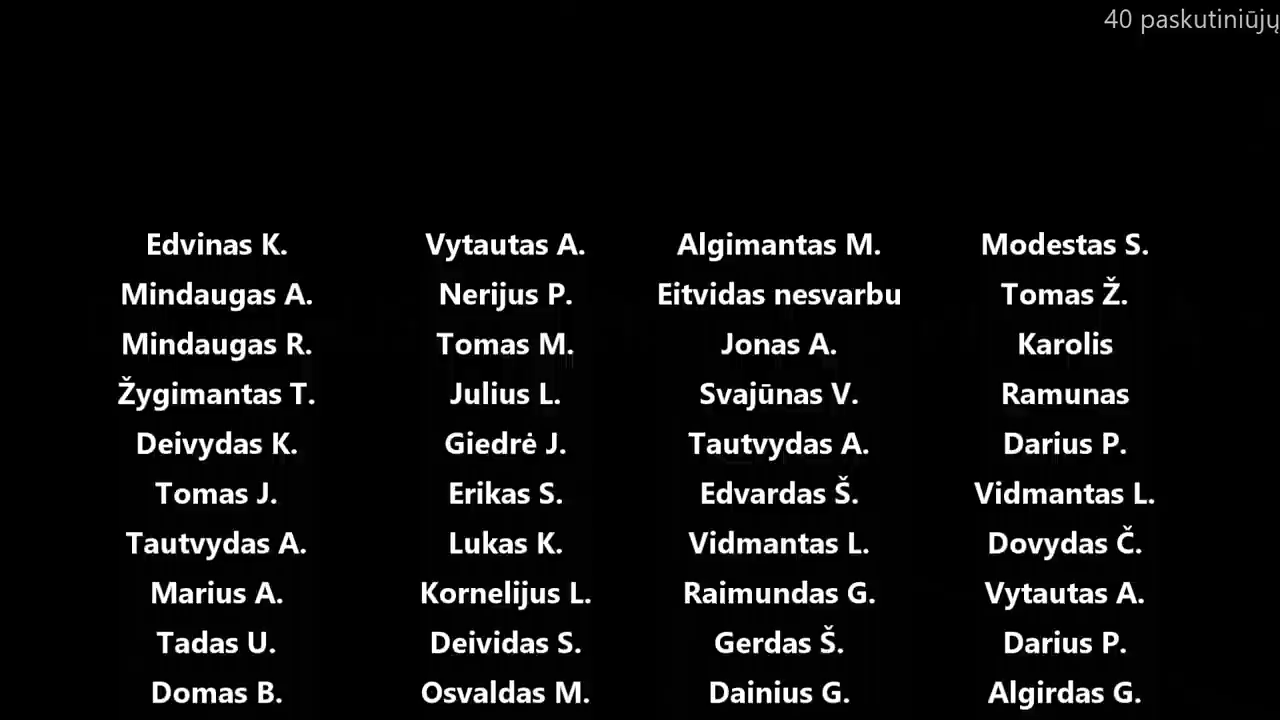 40 paskutiniūjų
Edvinas K. Vytautas A. Algimantas M. Modestas S.
Mindaugas A. Nerijus P. Eitvidas nesvarbu Tomas Ž.
Mindaugas R. Tomas M. Jonas A. Karolis
Žygimantas T. Julius L. Svajūnas V. Ramunas
Deivydas K. Giedrė J. Tautvydas A. Darius P.
Tomas J. Erikas S. Edvardas Š. Vidmantas L.
Tautvydas A. Lukas K. Vidmantas L. Dovydas Č.
Marius A. Kornelijus L. Raimundas G. Vytautas A.
Tadas U. Deividas S. Gerdas Š. Darius P.
Domas B. Osvaldas M. Dainius G. Algirdas G.